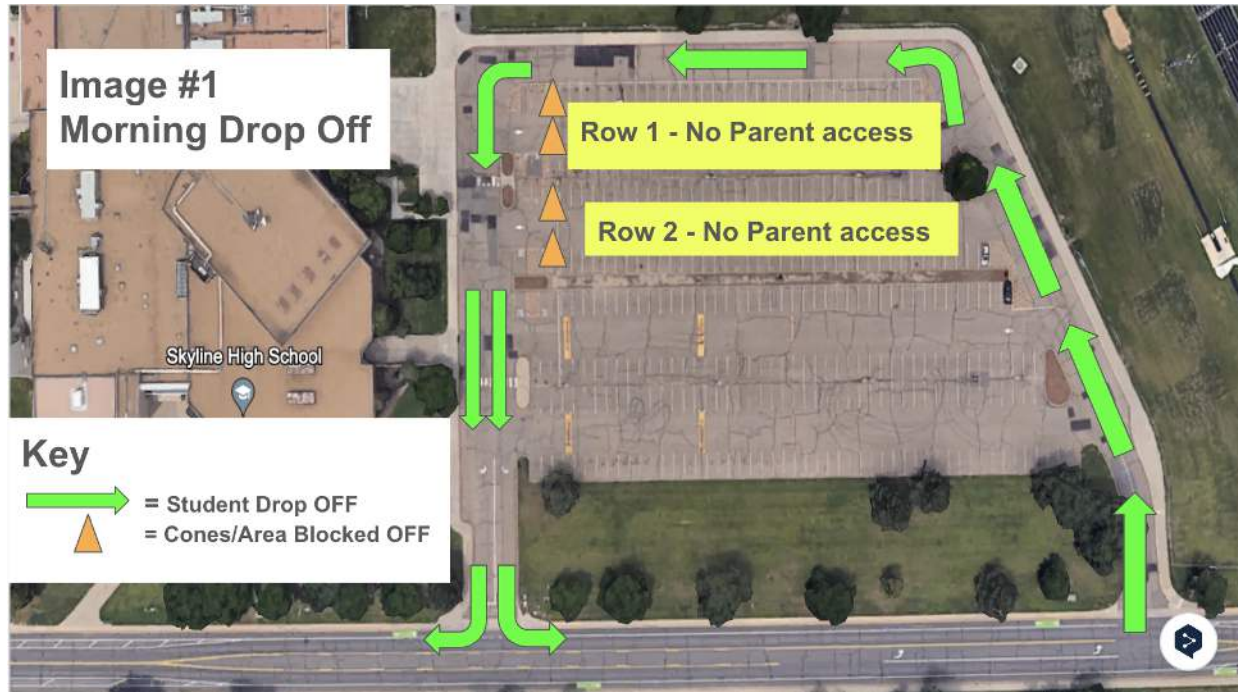 Image #1
Morning Drop Off
Row 1 - No Parent access
Row 2 - No Parent access
Skyline High School
Key
= Student Drop OFF
= Cones/Area Blocked OFF